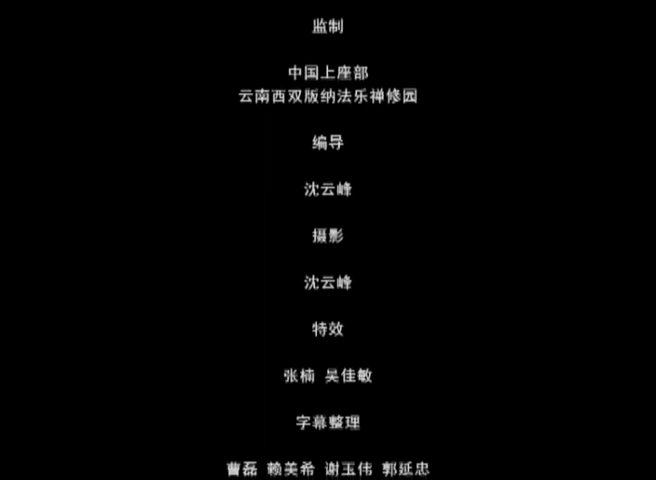 监制
中国上座部
云南西双版纳法乐禅修园
编导
沈云峰
摄影
沈云峰
特效
张楠 吴佳敏
字幕整理
曹磊 赖美希 谢玉伟 郭延忠